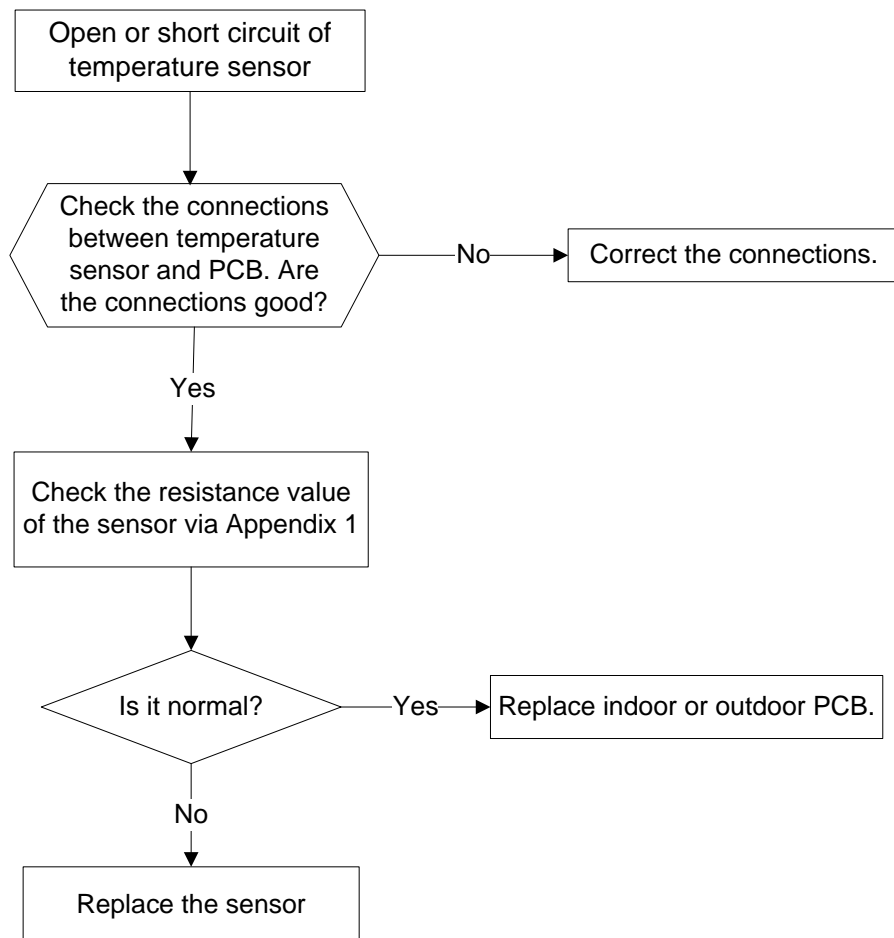 Open or short circuit of
temperature sensor
Check the connections
between temperature
sensor and PCB. Are
the connections good?
No
Correct the connections.
Yes
Check the resistance value
of the sensor via Appendix 1
Is it normal?
Yes
Replace indoor or outdoor PCB.
No
Replace the sensor